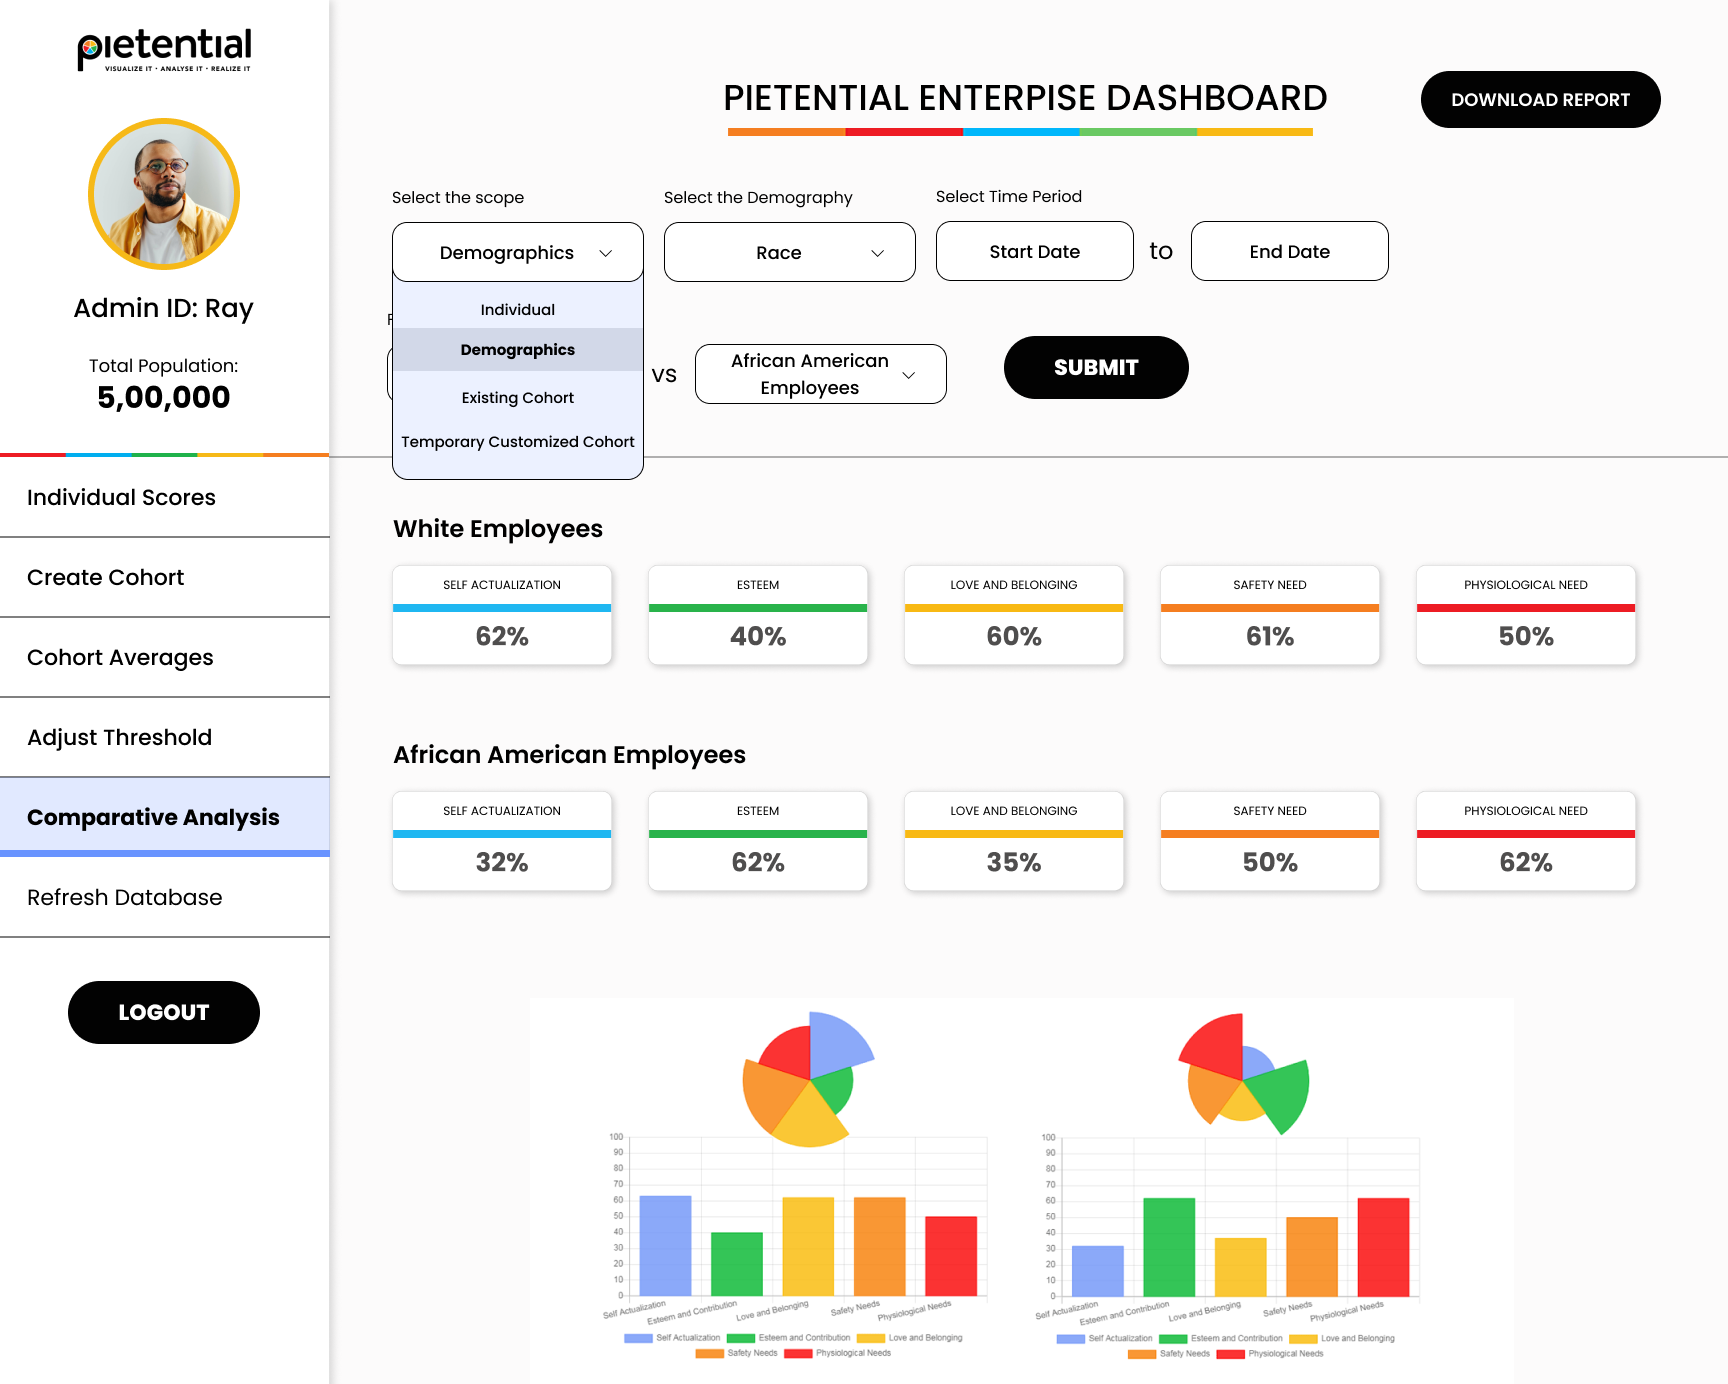 pietential
VISUALIZE IT • ANALYSE IT • REALIZE IT
Admin ID: Ray
Total Population:
5,00,000
Individual Scores
Create Cohort
Cohort Averages
Adjust Threshold
Comparative Analysis
Refresh Database
LOGOUT
PIETENTIAL ENTERPISE DASHBOARD
DOWNLOAD REPORT
Select the scope
Select the Demography
Select Time Period
Demographics
Race
Start Date
to
End Date
Individual
Demographics
Existing Cohort
Temporary Customized Cohort
vs
African American
Employees
SUBMIT
White Employees
SELF ACTUALIZATION
62%
ESTEEM
40%
LOVE AND BELONGING
60%
SAFETY NEED
61%
PHYSIOLOGICAL NEED
50%
African American Employees
SELF ACTUALIZATION
32%
ESTEEM
62%
LOVE AND BELONGING
35%
SAFETY NEED
50%
PHYSIOLOGICAL NEED
62%
100
90
80
70
60
50
40
30
20
10
0
Self Actualization
Esteem and Contribution
Love and Belonging
Safety Needs
Physiological Needs
Self Actualization Esteem and Contribution Love and Belonging
Safety Needs Physiological Needs
100
90
80
70
60
50
40
30
20
10
0
Self Actualization
Esteem and Contribution
Love and Belonging
Safety Needs
Physiological Needs
Self Actualization Esteem and Contribution Love and Belonging
Safety Needs Physiological Needs